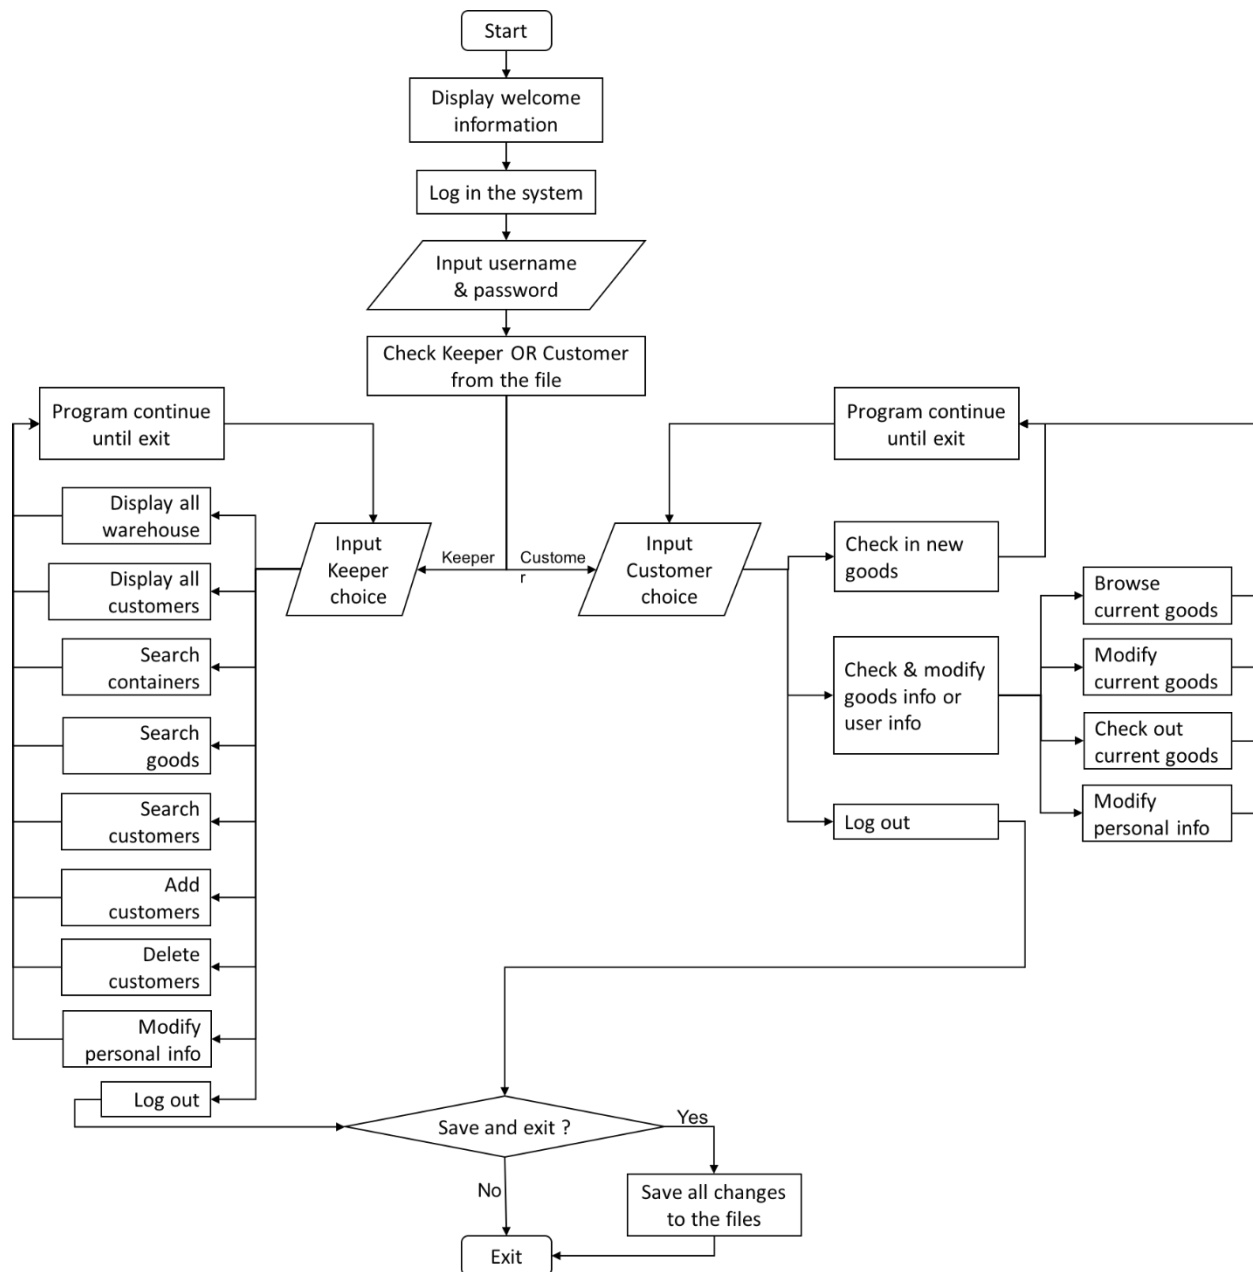 Start
Display welcome
information
Log in the system
Input username
& password
Check Keeper OR Customer
from the file
Program continue
until exit
Program continue
until exit
Display all
warehouse
Display all
customers
Search
containers
Search
goods
Search
customers
Add
customers
Delete
customers
Modify
personal info
Log out
Input
Keeper
choice
Keeper
Custome
r
Input
Customer
choice
Check in new
goods
Check & modify
goods info or
user info
Log out
Browse
current goods
Modify
current goods
Check out
current goods
Modify
personal info
Save and exit ?
Yes
No
Save all changes
to the files
Exit